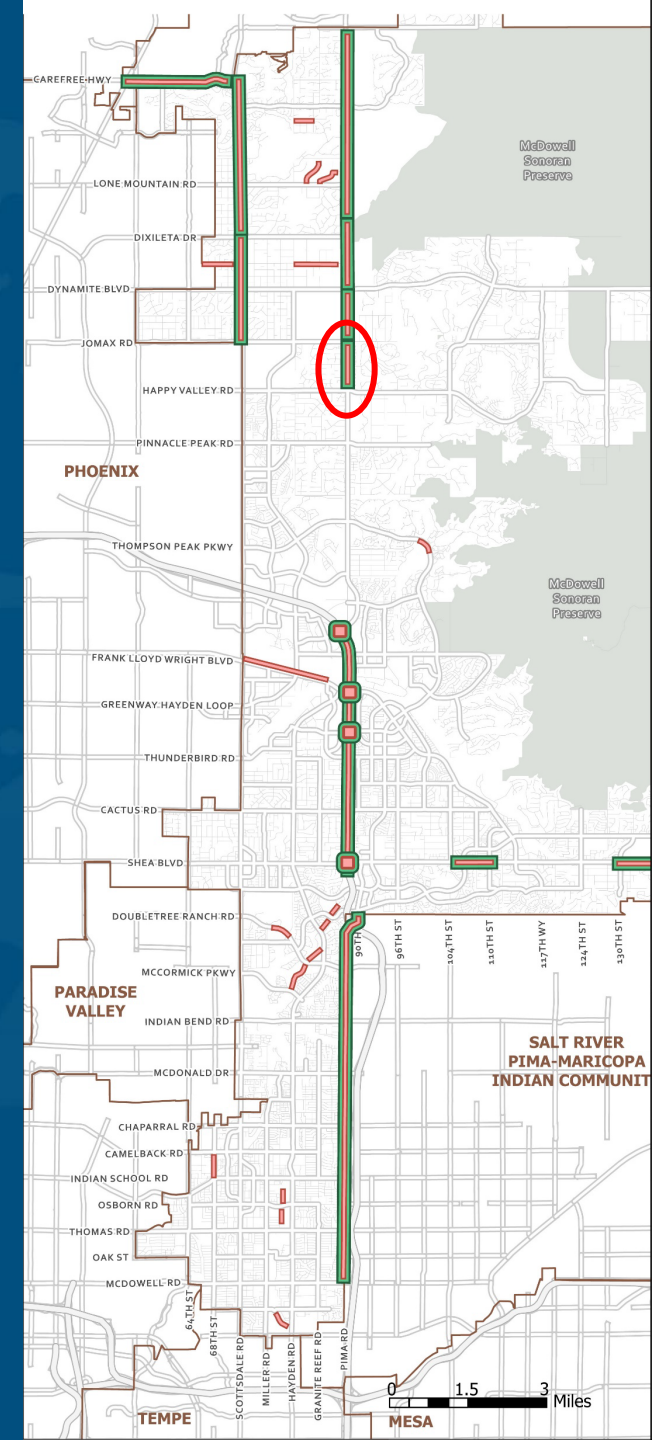 CAREFREE HWY
McDowell
Sonoran
Preserve
LONE MOUNTAIN RD
DIXILETA DR
DYNAMITE BLVD
JOMAX RD
HAPPY VALLEY RD
PINNACLE PEAK RD
PHOENIX
THOMPSON PEAK PKWY
McDowell
Sonoran
Preserve
FRANK LLOYD WRIGHT BLVD
GREENWAY HAYDEN LOOP
THUNDERBIRD RD
CACTUS RD
SHEA BLVD
DOUBLETREE RANCH RD
90TH
96TH ST
104TH ST
110TH ST
117TH WY
124TH ST
130TH ST
MCCORMICK PKWY
PARADISE
VALLEY
INDIAN BEND RD
SALT RIVER
PIMA-MARICOPA
INDIAN COMMUNIT
MCDONALD DR
CHAPARRAL RD
CAMELBACK RD
INDIAN SCHOOL RD
OSBORN RD
THOMAS RD
OAK ST
MCDOWELL RD
64TH ST
68TH ST
SCOTTSDALE RD
MILLER RD
HAYDEN RD
GRANITE REEF RD
PIMA RD
0 1.5 3
Miles
TEMPE
MESA